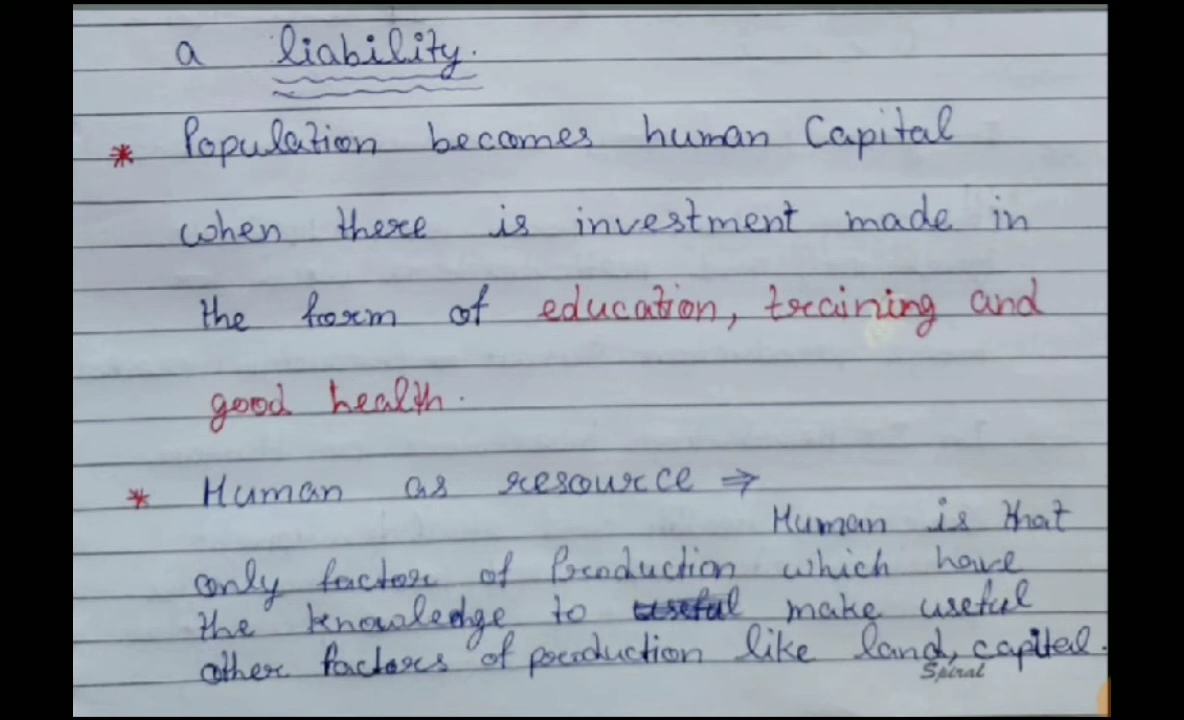 a liability.
* Population becomes human Capital
when there is investment made in
the form of education, training and
good health.
* Human as resource ⇒
Human is that
only factor of Production which have
the knowledge to useful make useful
other factors of production like land, capital.
Spiral